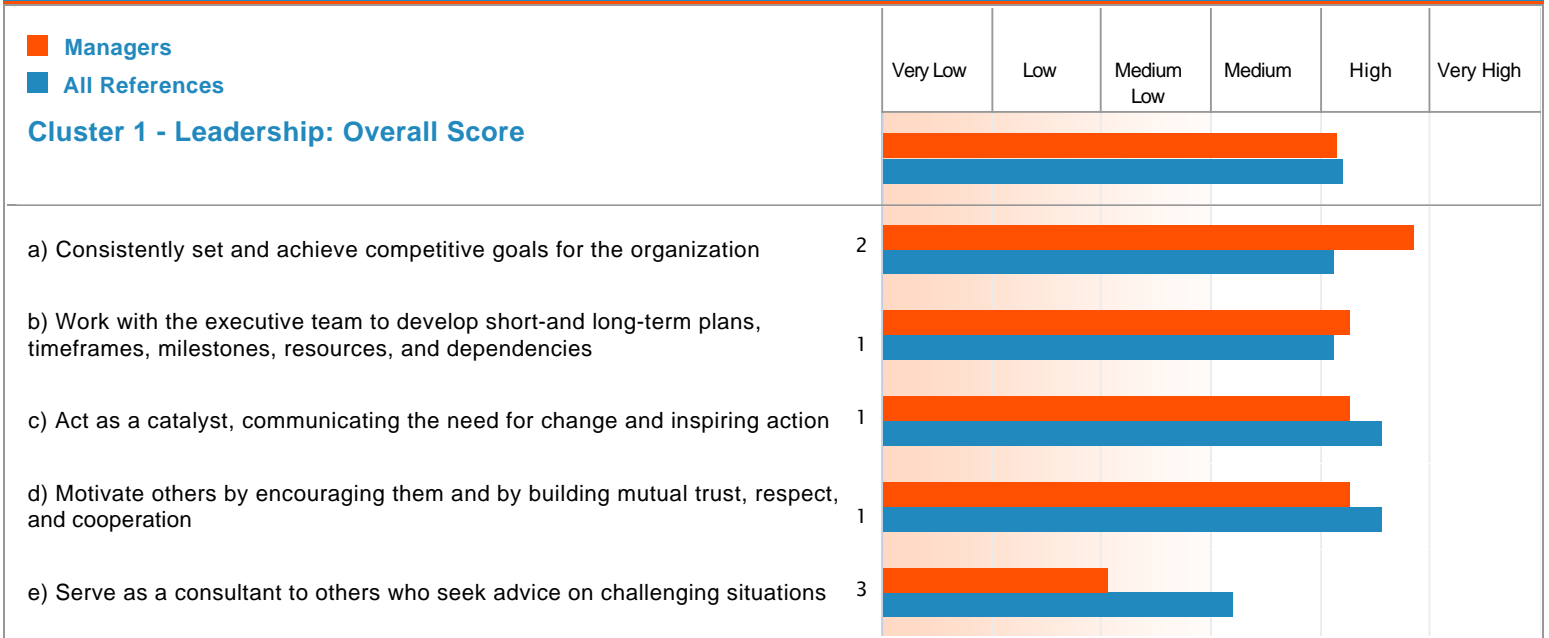 Managers
All References
Very Low
Low
Medium
Low
Medium
High
Very High
Cluster 1 - Leadership: Overall Score
a) Consistently set and achieve competitive goals for the organization
2
b) Work with the executive team to develop short-and long-term plans,
timeframes, milestones, resources, and dependencies
1
c) Act as a catalyst, communicating the need for change and inspiring action
1
d) Motivate others by encouraging them and by building mutual trust, respect,
and cooperation
1
e) Serve as a consultant to others who seek advice on challenging situations
3